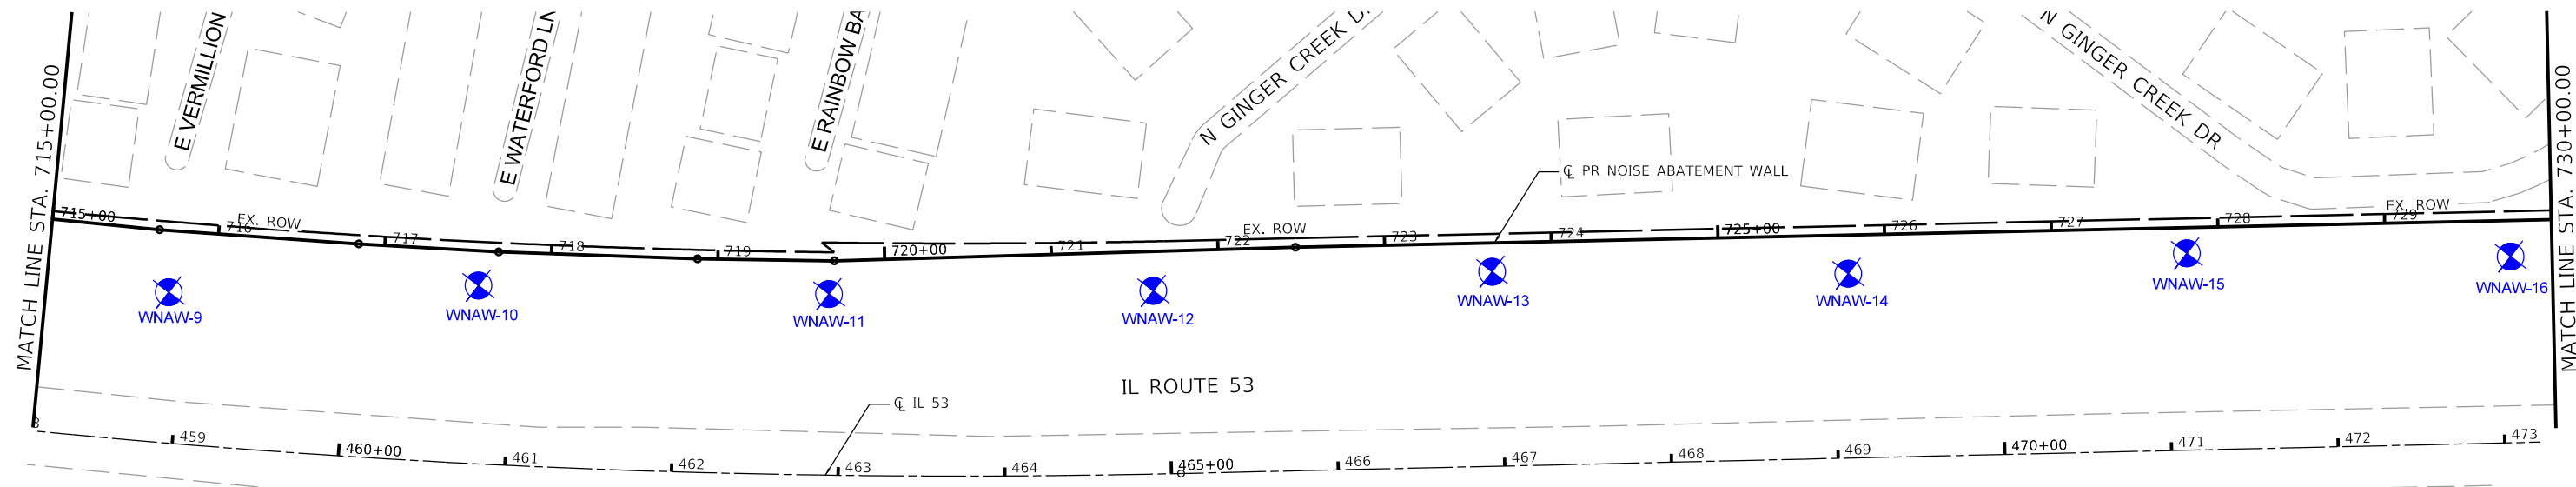 MATCH LINE STA. 715+00.00
E VERMILLION
E WATERFORD LN
E RAINBOW BA
N GINGER CREEK D
N GINGER CREEK DR
MATCH LINE STA. 730+00.00
℄ PR NOISE ABATEMENT WALL
EX. ROW
EX. ROW
EX. ROW
715+00
716
717
718
719
720+00
721
722
723
724
725+00
726
727
728
729
WNAW-9
WNAW-10
WNAW-11
WNAW-12
WNAW-13
WNAW-14
WNAW-15
WNAW-16
IL ROUTE 53
℄ IL 53
459
460+00
461
462
463
464
465+00
466
467
468
469
470+00
471
472
473